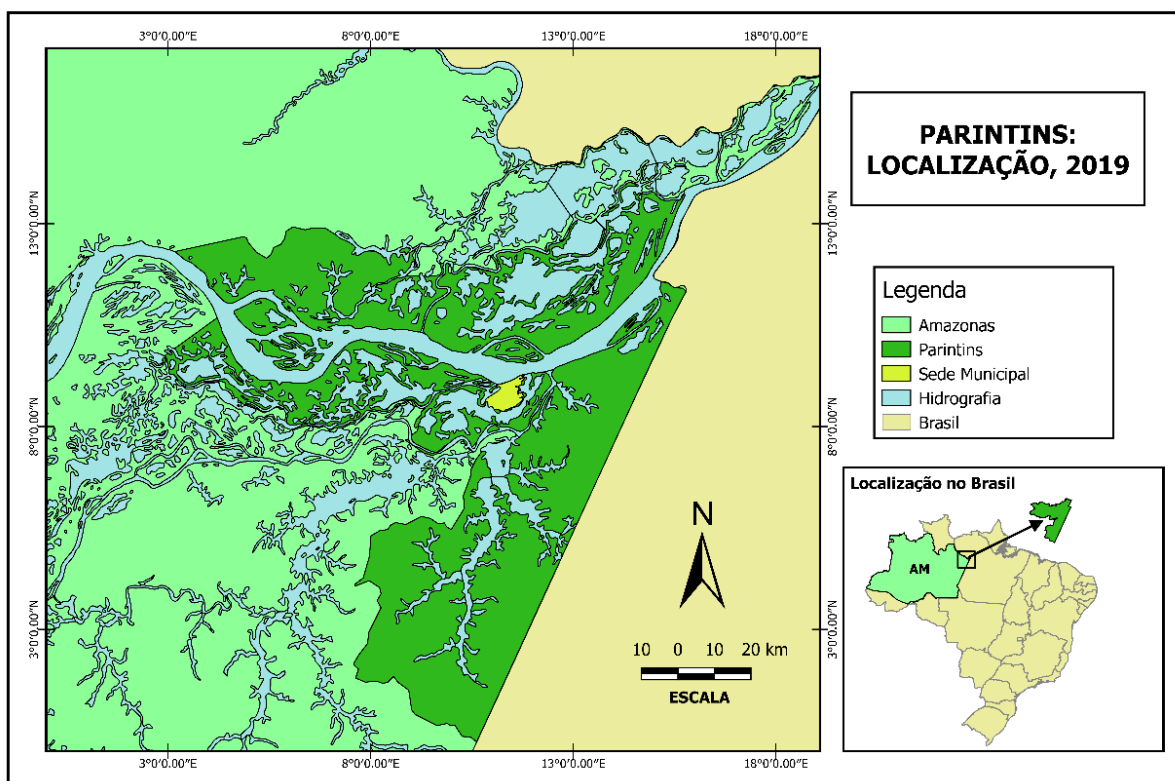 3°0'0.00"E 8°0'0.00"E 13°0'0.00"E 18°0'0.00"E
PARINTINS:
LOCALIZAÇÃO, 2019
13°0'0.00"N 13°0'0.00"N
Legenda
Amazonas
Parintins
Sede Municipal
Hidrografia
Brasil
8°0'0.00"N 8°0'0.00"N
Localização no Brasil
AM
N
3°0'0.00"N 3°0'0.00"N
10 0 10 20 km
ESCALA
3°0'0.00"E 8°0'0.00"E 13°0'0.00"E 18°0'0.00"E